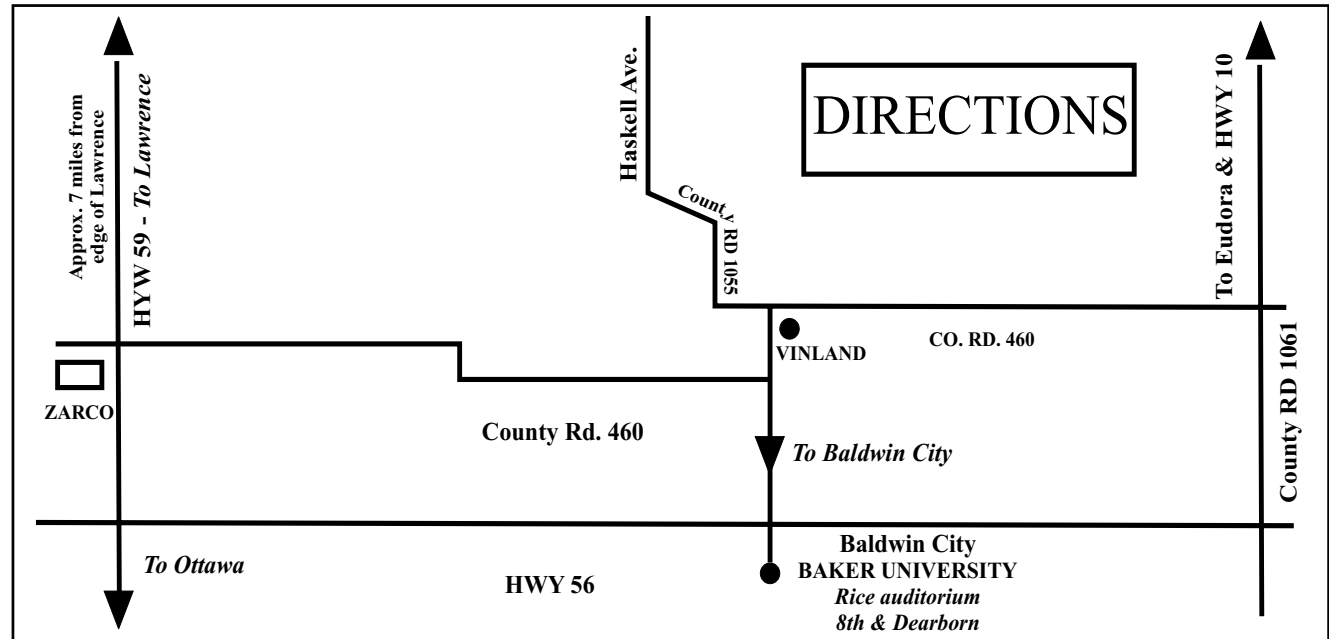 DIRECTIONS
Approx. 7 miles from
edge of Lawrence
HYW 59 - To Lawrence
Haskell Ave.
County RD 1055
To Eudora & HWY 10
VINLAND
CO. RD. 460
ZARCO
County Rd. 460
To Baldwin City
County RD 1061
To Ottawa
HWY 56
Baldwin City
BAKER UNIVERSITY
Rice auditorium
8th & Dearborn